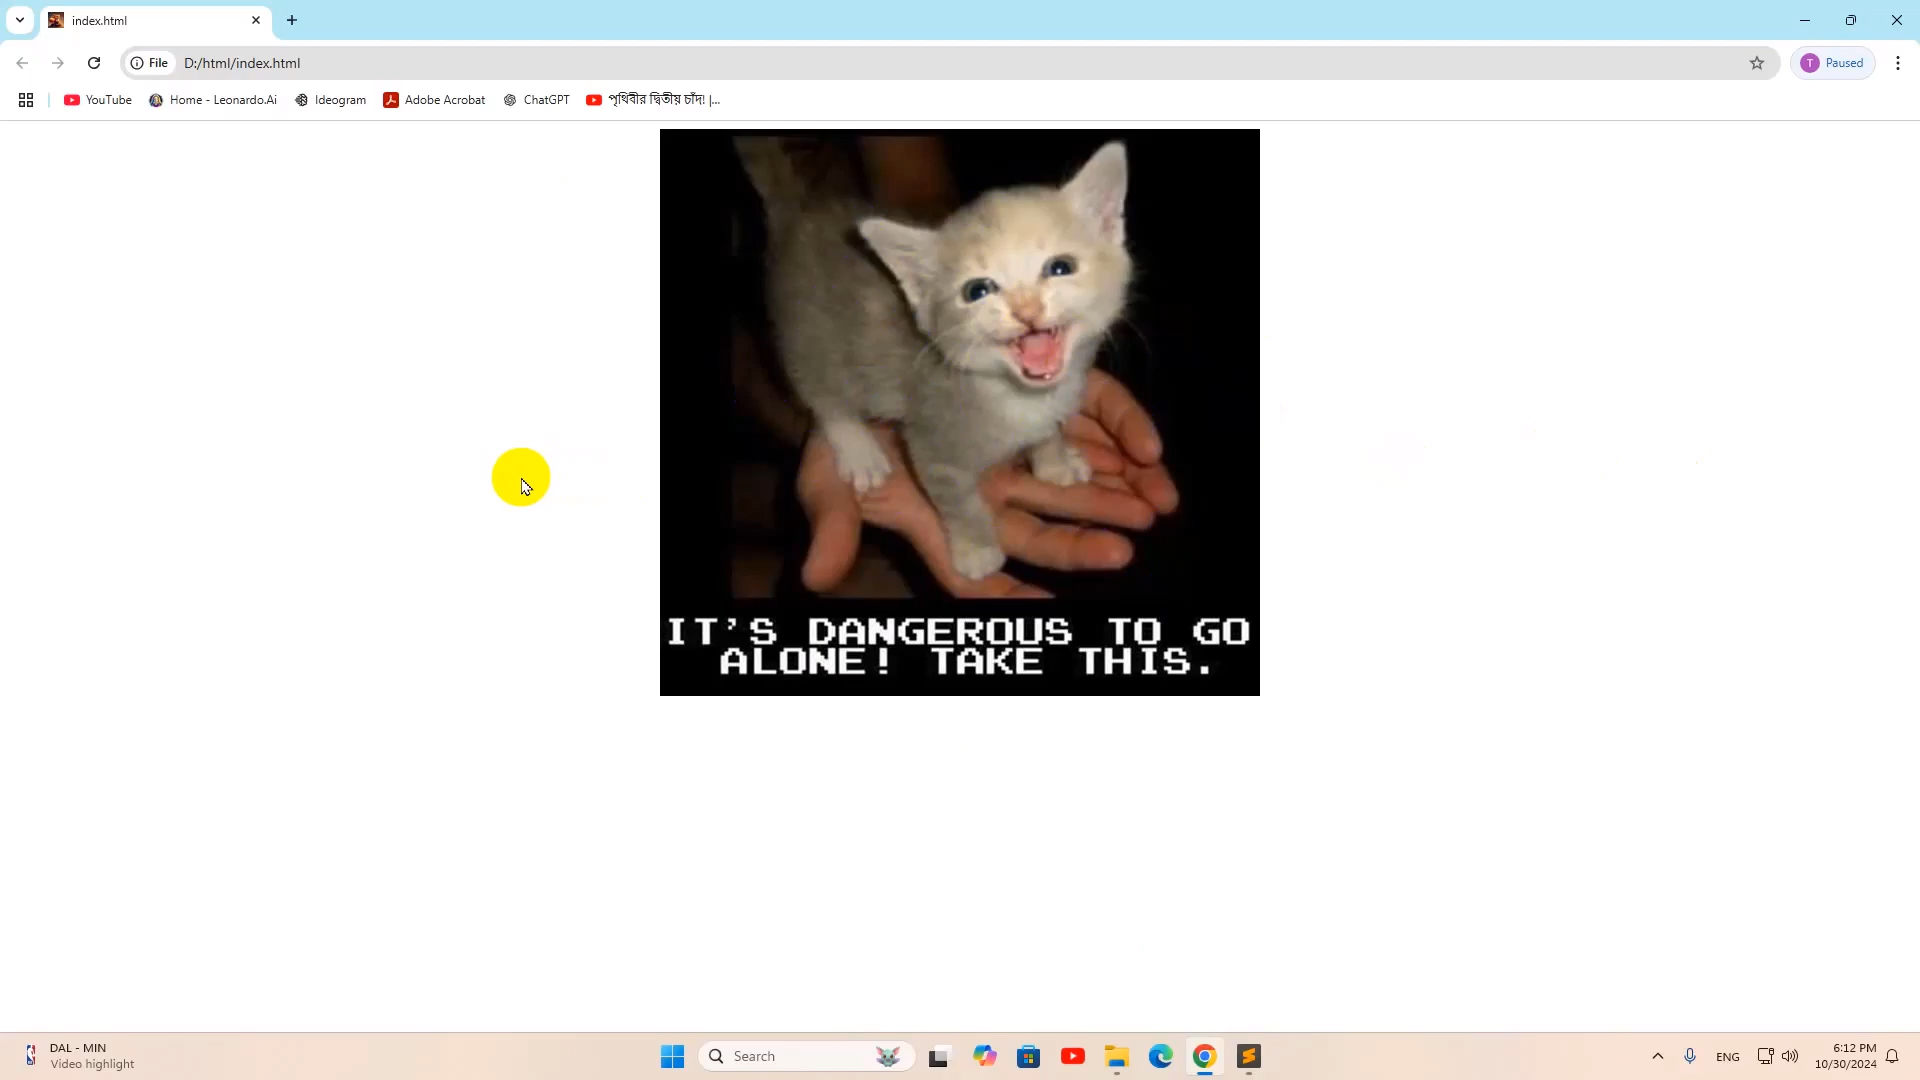 index.html
File
D:/html/index.html
T
Paused
YouTube
Home - Leonardo.Ai
Ideogram
Adobe Acrobat
ChatGPT
পৃথিবীর দ্বিতীয় চাঁদ! |...
IT'S DANGEROUS TO GO
ALONE! TAKE THIS.
DAL - MIN
Video highlight
Search
ENG
6:12 PM
10/30/2024